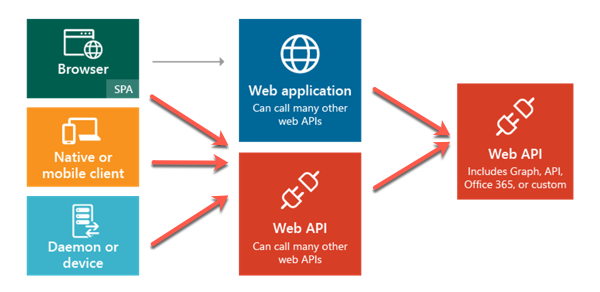 Browser
SPA
Native or
mobile client
Daemon or
device
Web application
Can call many other
web APIs
Web API
Can call many other
web APIs
Web API
Includes Graph, API,
Office 365, or custom